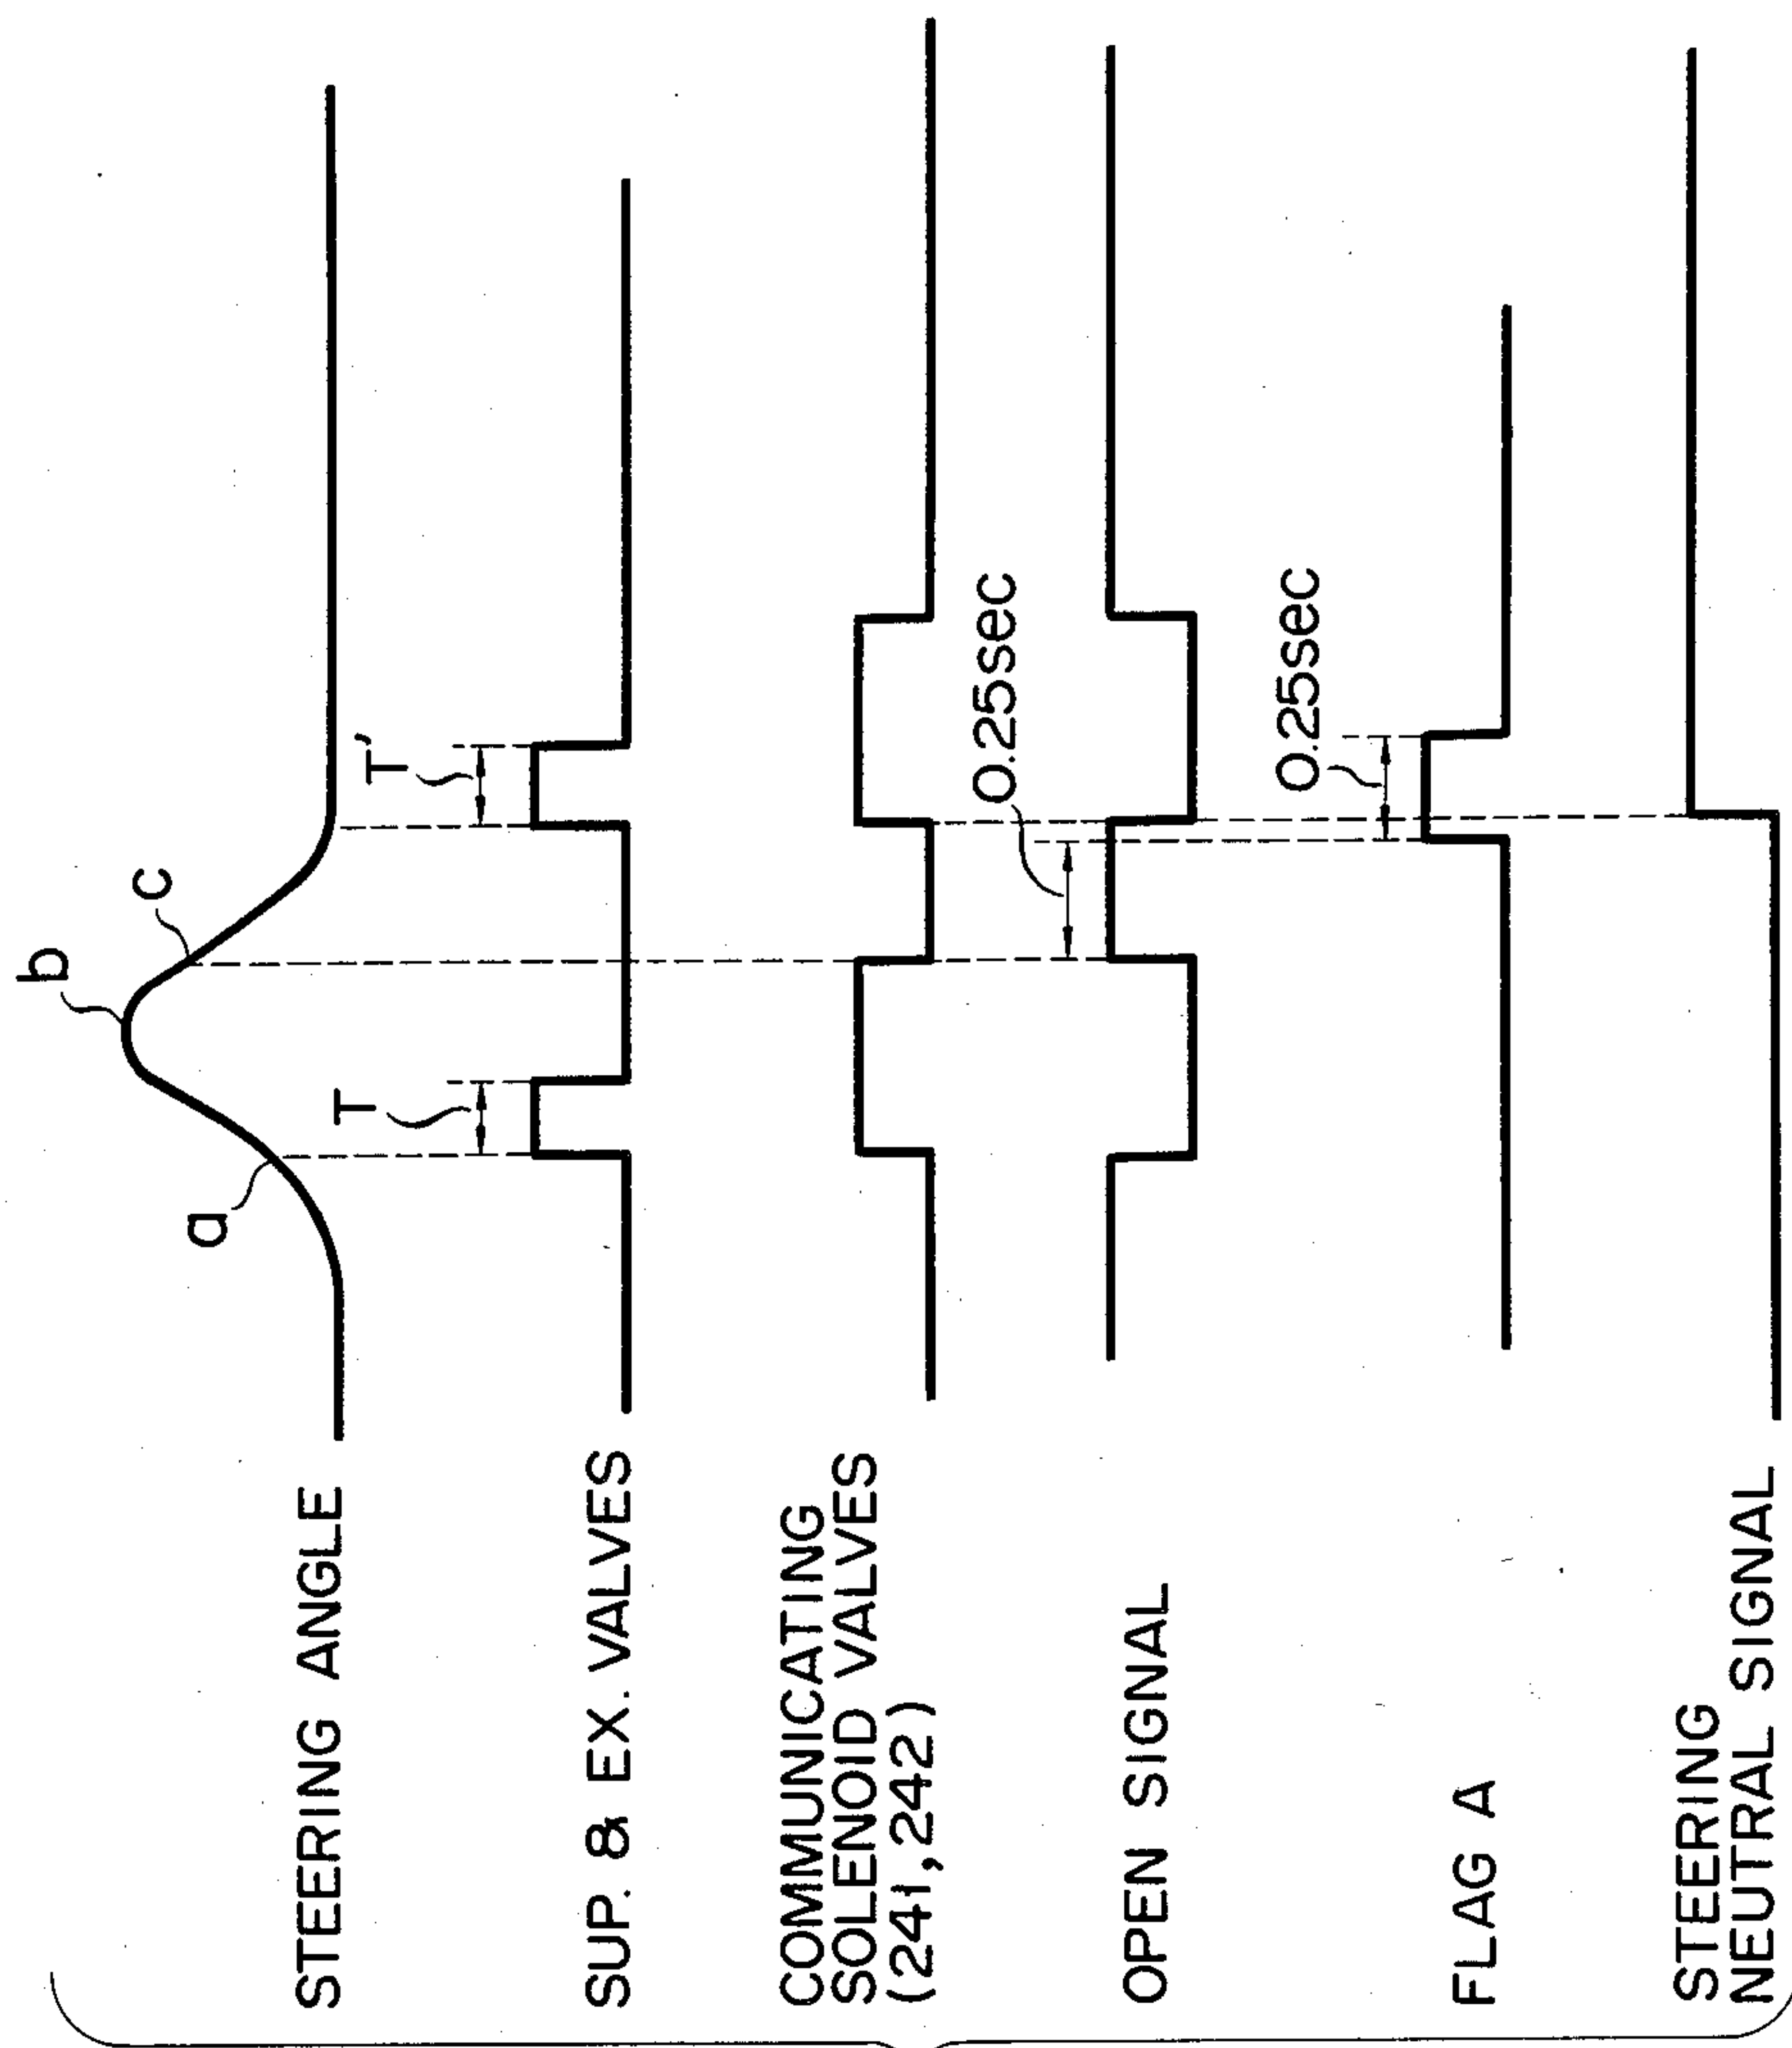 b
c
a
STEERING ANGLE
T
T'
SUP. & EX. VALVES
COMMUNICATING
SOLENOID VALVES
(241,242)
0.25sec
OPEN SIGNAL
0.25sec
FLAG A
STEERING
NEUTRAL SIGNAL